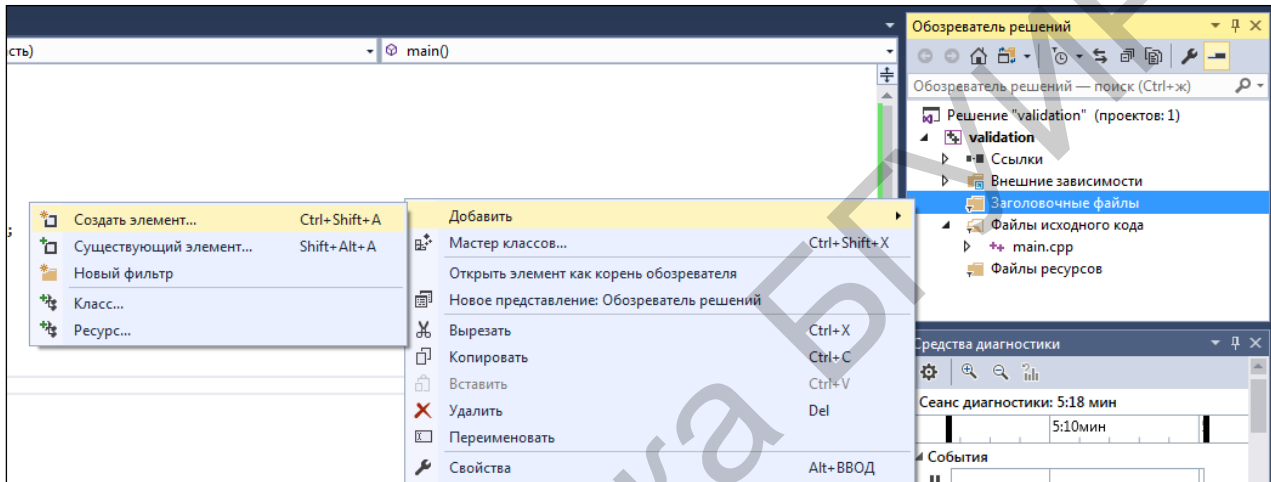 Обозреватель решений
сть)
main()
Обозреватель решений — поиск (Ctrl+ж)
Решение "validation" (проектов: 1)
validation
Ссылки
Внешние зависимости
Заголовочные файлы
Файлы исходного кода
main.cpp
Файлы ресурсов
;
Создать элемент... Ctrl+Shift+A
Существующий элемент... Shift+Alt+A
Новый фильтр
Класс...
Ресурс...
Добавить
Мастер классов... Ctrl+Shift+X
Открыть элемент как корень обозревателя
Новое представление: Обозреватель решений
Вырезать Ctrl+X
Копировать Ctrl+C
Вставить Ctrl+V
Удалить Del
Переименовать
Свойства Alt+ВВОД
Средства диагностики
Сеанс диагностики: 5:18 мин
5:10мин
События
ка БГУИР